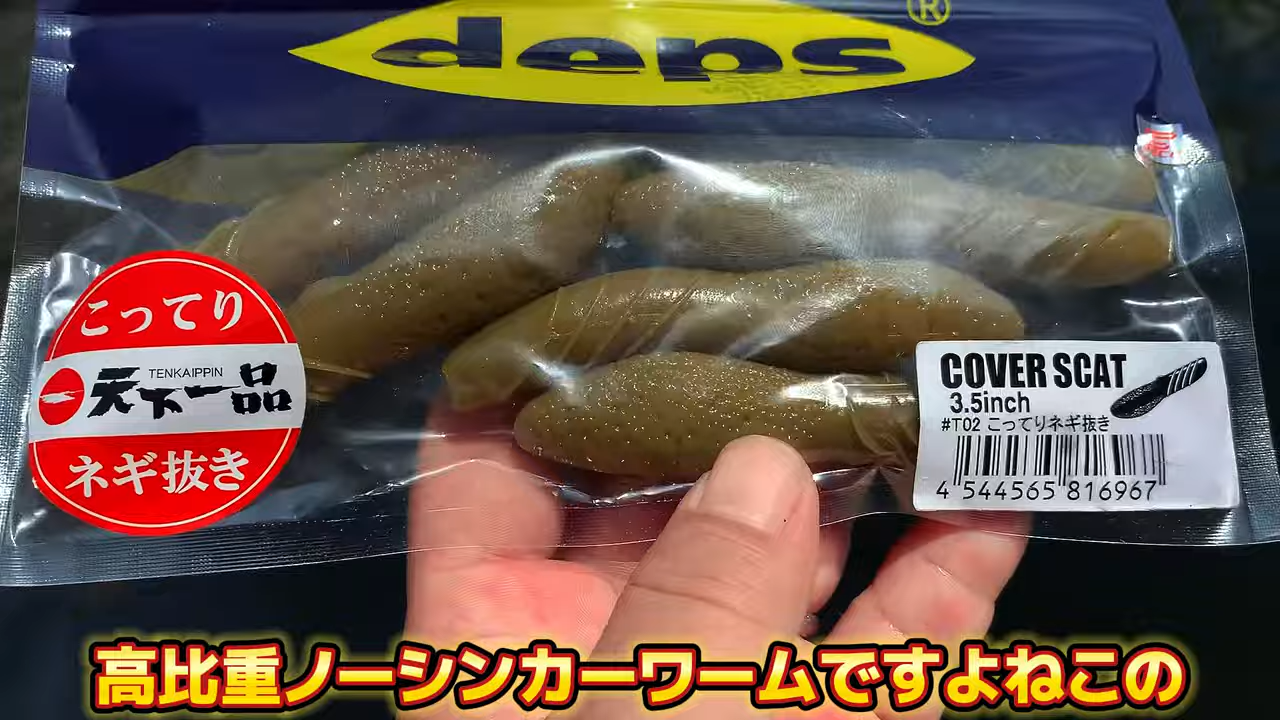 deps®
こってり
TENKAIPPIN
天下一品
ネギ抜き
COVER SCAT
3.5inch
#T02 こってりネギ抜き
4 544565 816967
高比重ノーシンカーワームですよねこの